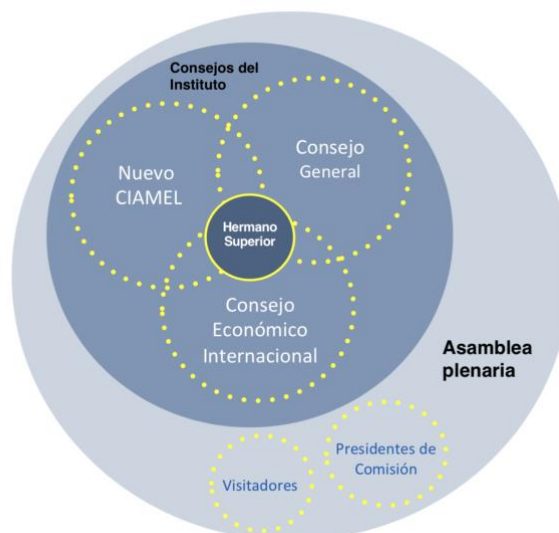 Consejos del
Instituto
Nuevo
CIAMEL
Consejo
General
Hermano
Superior
Consejo
Económico
Internacional
Asamblea
plenaria
Presidentes de
Comisión
Visitadores